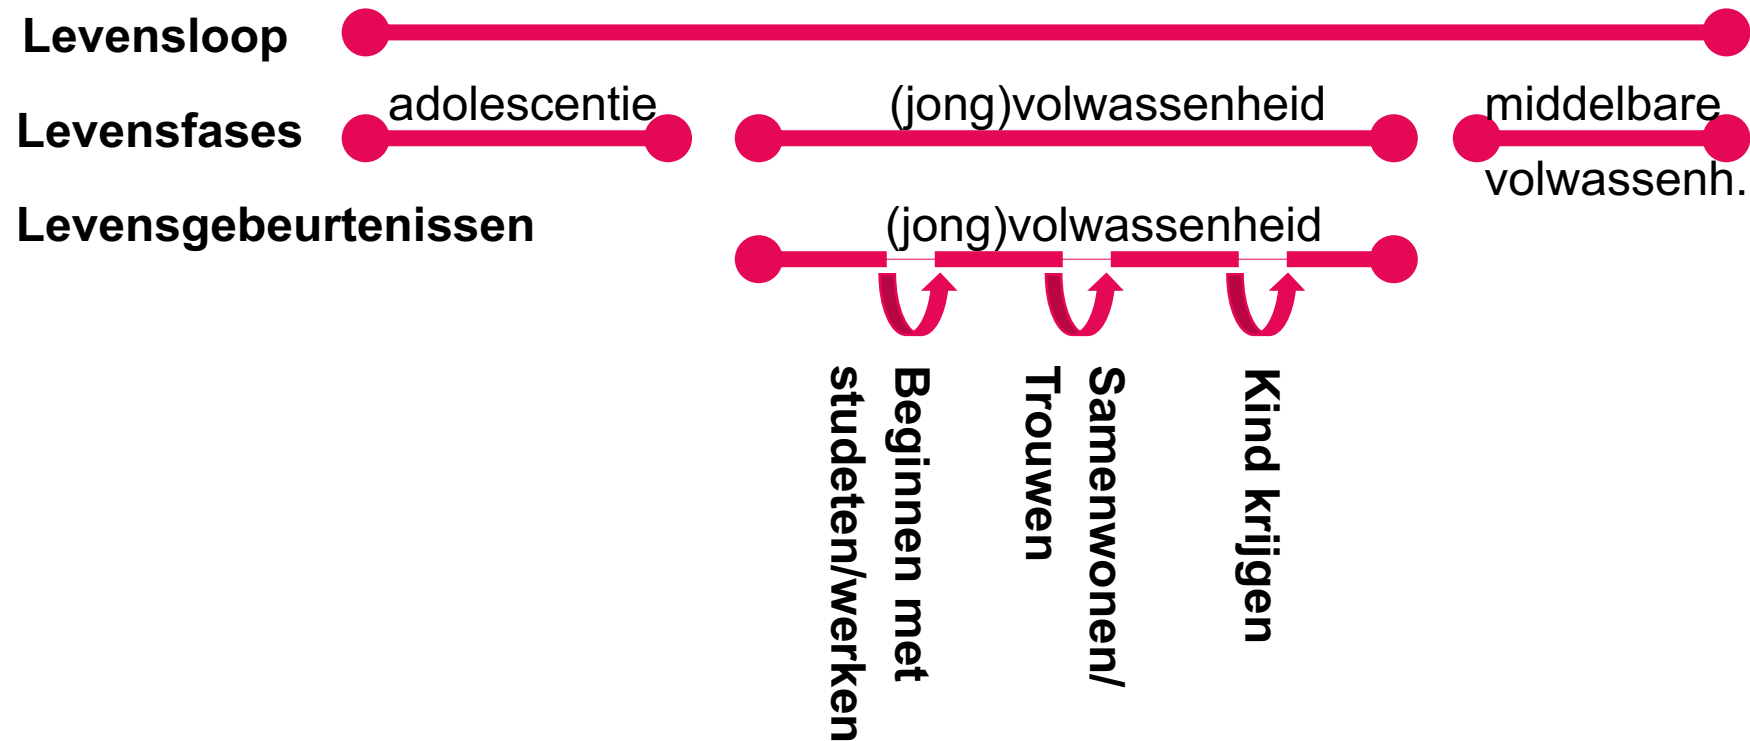 Levensloop
adolescentie
(jong)volwassenheid
middelbare
Levensfases
volwassenh.
Levensgebeurtenissen
(jong)volwassenheid
Beginnen met
studeten/werken
Samenwonen/
Trouwen
Kind krijgen